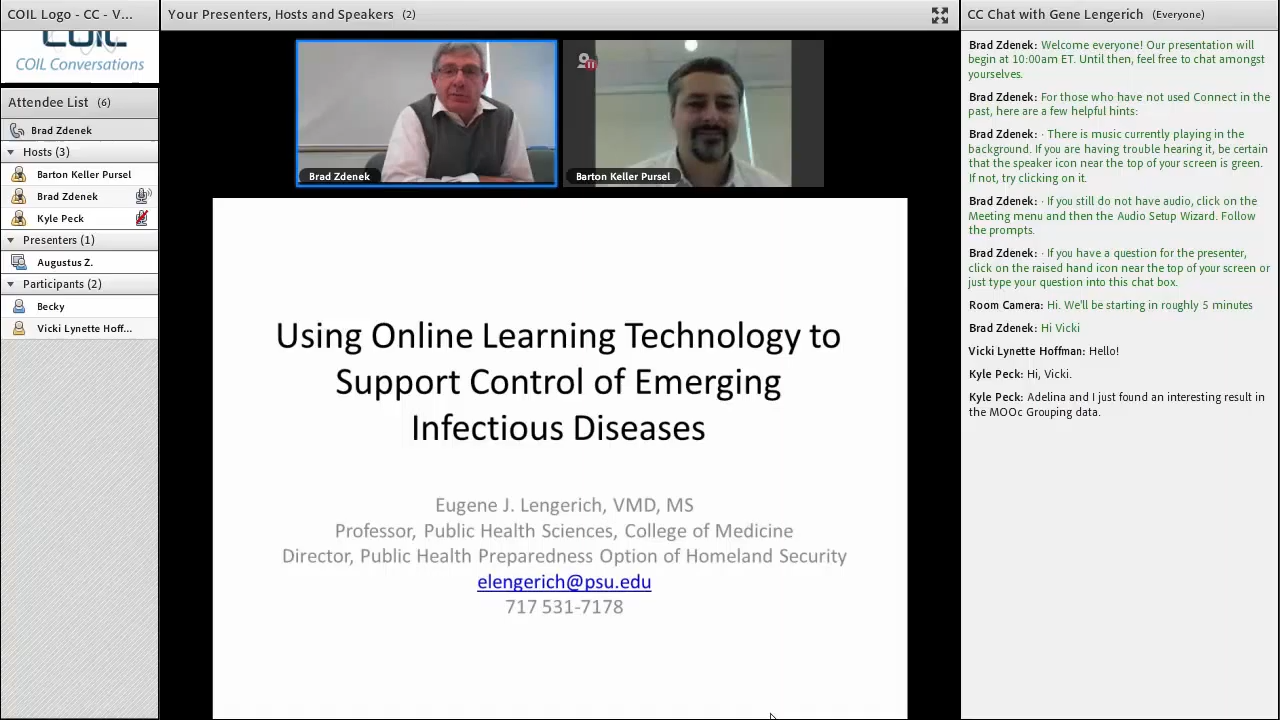 COIL Logo - CC - V...
COIL
COIL Conversations
Attendee List (6)
Brad Zdenek
Hosts (3)
Barton Keller Pursel
Brad Zdenek
Kyle Peck
Presenters (1)
Augustus Z.
Participants (2)
Becky
Vicki Lynette Hoff...
Your Presenters, Hosts and Speakers (2)
Brad Zdenek
Barton Keller Pursel
Using Online Learning Technology to
Support Control of Emerging
Infectious Diseases
Eugene J. Lengerich, VMD, MS
Professor, Public Health Sciences, College of Medicine
Director, Public Health Preparedness Option of Homeland Security
elengerich@psu.edu
717 531-7178
CC Chat with Gene Lengerich (Everyone)
Brad Zdenek: Welcome everyone! Our presentation will
begin at 10:00am ET. Until then, feel free to chat amongst
yourselves.
Brad Zdenek: For those who have not used Connect in the
past, here are a few helpful hints:
Brad Zdenek: · There is music currently playing in the
background. If you are having trouble hearing it, be certain
that the speaker icon near the top of your screen is green.
If not, try clicking on it.
Brad Zdenek: · If you still do not have audio, click on the
Meeting menu and then the Audio Setup Wizard. Follow
the prompts.
Brad Zdenek: · If you have a question for the presenter,
click on the raised hand icon near the top of your screen or
just type your question into this chat box.
Room Camera: Hi. We'll be starting in roughly 5 minutes
Brad Zdenek: Hi Vicki
Vicki Lynette Hoffman: Hello!
Kyle Peck: Hi, Vicki.
Kyle Peck: Adelina and I just found an interesting result in
the MOOc Grouping data.